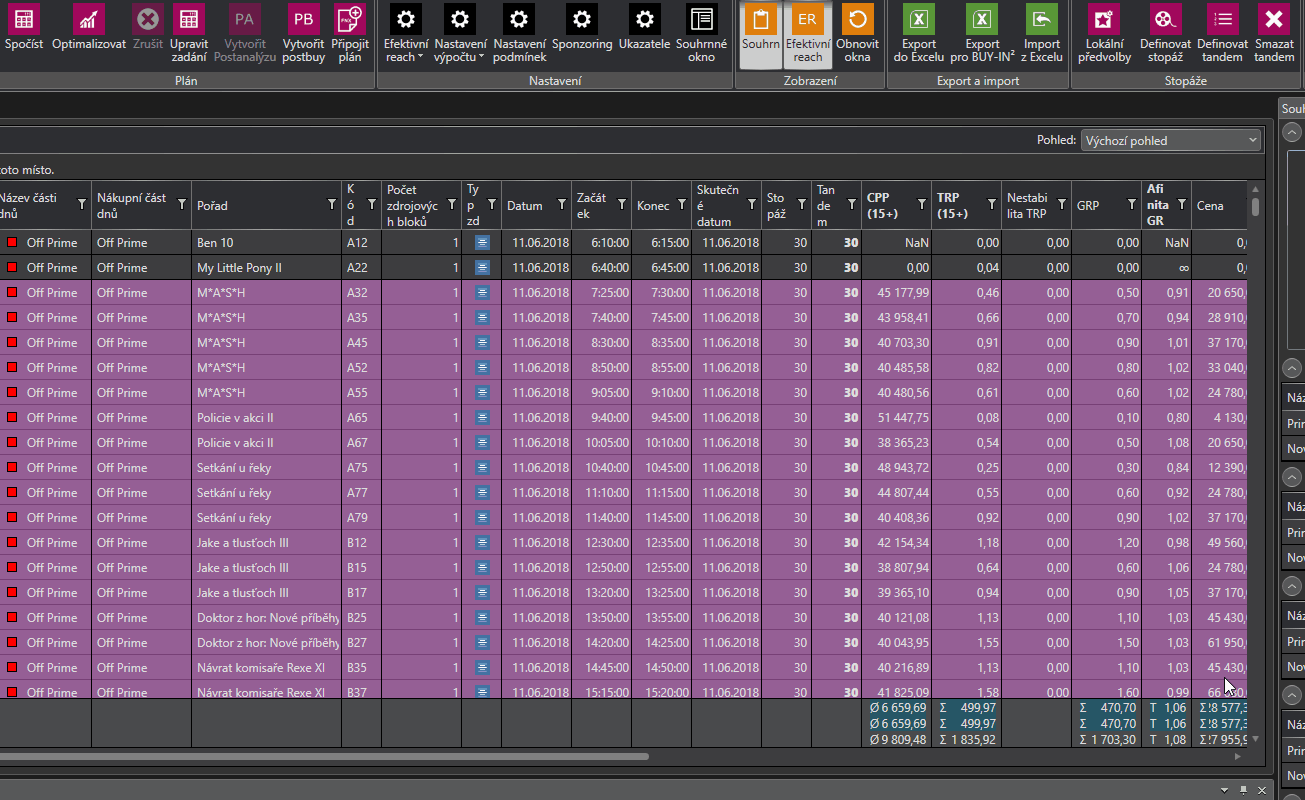 Spočíst
Optimalizovat
Zrušit
Upravit
zadání
PA
Vytvořit
Postanalýzu
PB
Vytvořit
postbuy
Připojit
plán
Efektivní
reach
Nastavení
výpočtu
Nastavení
podmínek
Sponzoring
Ukazatele
Souhrnné
okno
Souhrn
ER
Efektivní
reach
Obnovit
okna
Export
do Excelu
Export
pro BUY-IN²
Import
z Excelu
Lokální
předvolby
Definovat
stopáž
Definovat
tandem
Smazat
tandem
Plán
Nastavení
Zobrazení
Export a import
Stopáže
Pohled: Výchozí pohled
toto místo.
Název části
dnů
Nákupní část
dnů
Pořad
K
ó
d
Počet
zdrojovýc
h bloků
Ty
p
zd
Datum
Začát
ek
Konec
Skutečn
é
datum
Sto
páž
Tan
de
m
CPP
(15+)
TRP
(15+)
Nestabi
lita TRP
GRP
Afi
nita
GR
Cena
Off Prime Off Prime Ben 10 A12 1 11.06.2018 6:10:00 6:15:00 11.06.2018 30 30 NaN 0,00 0,00 0,00 NaN 0,
Off Prime Off Prime My Little Pony II A22 1 11.06.2018 6:40:00 6:45:00 11.06.2018 30 30 0,00 0,04 0,00 0,00 ∞ 0,
Off Prime Off Prime M*A*S*H A32 1 11.06.2018 7:25:00 7:30:00 11.06.2018 30 30 45 177,99 0,46 0,00 0,50 0,91 20 650,
Off Prime Off Prime M*A*S*H A35 1 11.06.2018 7:40:00 7:45:00 11.06.2018 30 30 43 958,41 0,66 0,00 0,70 0,94 28 910,
Off Prime Off Prime M*A*S*H A45 1 11.06.2018 8:30:00 8:35:00 11.06.2018 30 30 40 703,30 0,91 0,00 0,90 1,01 37 170,
Off Prime Off Prime M*A*S*H A52 1 11.06.2018 8:50:00 8:55:00 11.06.2018 30 30 40 485,58 0,82 0,00 0,80 1,02 33 040,
Off Prime Off Prime M*A*S*H A55 1 11.06.2018 9:05:00 9:10:00 11.06.2018 30 30 40 480,56 0,61 0,00 0,60 1,02 24 780,
Off Prime Off Prime Policie v akci II A65 1 11.06.2018 9:40:00 9:45:00 11.06.2018 30 30 51 447,75 0,08 0,00 0,10 0,80 4 130,
Off Prime Off Prime Policie v akci II A67 1 11.06.2018 10:05:00 10:10:00 11.06.2018 30 30 38 365,23 0,54 0,00 0,50 1,08 20 650,
Off Prime Off Prime Setkání u řeky A75 1 11.06.2018 10:40:00 10:45:00 11.06.2018 30 30 48 943,72 0,25 0,00 0,30 0,84 12 390,
Off Prime Off Prime Setkání u řeky A77 1 11.06.2018 11:10:00 11:15:00 11.06.2018 30 30 44 807,44 0,55 0,00 0,60 0,92 24 780,
Off Prime Off Prime Setkání u řeky A79 1 11.06.2018 11:40:00 11:45:00 11.06.2018 30 30 40 408,36 0,92 0,00 0,90 1,02 37 170,
Off Prime Off Prime Jake a tlusťoch III B12 1 11.06.2018 12:30:00 12:35:00 11.06.2018 30 30 42 154,34 1,18 0,00 1,20 0,98 49 560,
Off Prime Off Prime Jake a tlusťoch III B15 1 11.06.2018 12:50:00 12:55:00 11.06.2018 30 30 38 807,94 0,64 0,00 0,60 1,06 24 780,
Off Prime Off Prime Jake a tlusťoch III B17 1 11.06.2018 13:20:00 13:25:00 11.06.2018 30 30 39 365,10 0,94 0,00 0,90 1,05 37 170,
Off Prime Off Prime Doktor z hor: Nové příběhy B25 1 11.06.2018 13:50:00 13:55:00 11.06.2018 30 30 40 121,08 1,13 0,00 1,10 1,03 45 430,
Off Prime Off Prime Doktor z hor: Nové příběhy B27 1 11.06.2018 14:20:00 14:25:00 11.06.2018 30 30 40 043,95 1,55 0,00 1,50 1,03 61 950,
Off Prime Off Prime Návrat komisaře Rexe XI B35 1 11.06.2018 14:45:00 14:50:00 11.06.2018 30 30 40 216,89 1,13 0,00 1,10 1,03 45 430,
Off Prime Off Prime Návrat komisaře Rexe XI B37 1 11.06.2018 15:15:00 15:20:00 11.06.2018 30 30 41 825,09 1,58 0,00 1,60 0,99 66
Ø 6 659,69 Σ 499,97 Σ 470,70 T 1,06 Σ 8 577,3
Ø 6 659,69 Σ 499,97 Σ 470,70 T 1,06 Σ 8 577,3
Ø 9 809,48 Σ 1 835,92 Σ 1 703,30 T 1,08 Σ 7 955,9
Souh
Náz
Prin
Nov
Náz
Prin
Nov
Náz
Prin
Nov
Náz
Prin
Nov